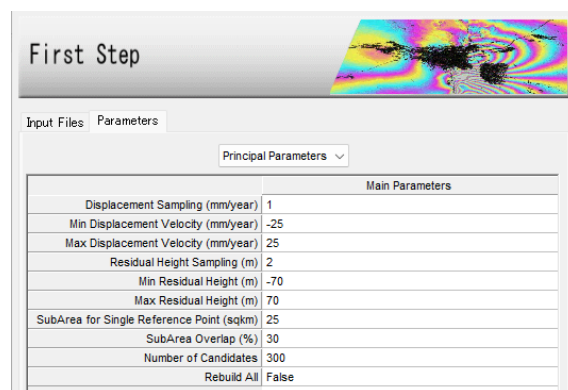 First Step
Input Files Parameters
Principal Parameters
Main Parameters
Displacement Sampling (mm/year) 1
Min Displacement Velocity (mm/year) -25
Max Displacement Velocity (mm/year) 25
Residual Height Sampling (m) 2
Min Residual Height (m) -70
Max Residual Height (m) 70
SubArea for Single Reference Point (sqkm) 25
SubArea Overlap (%) 30
Number of Candidates 300
Rebuild All False